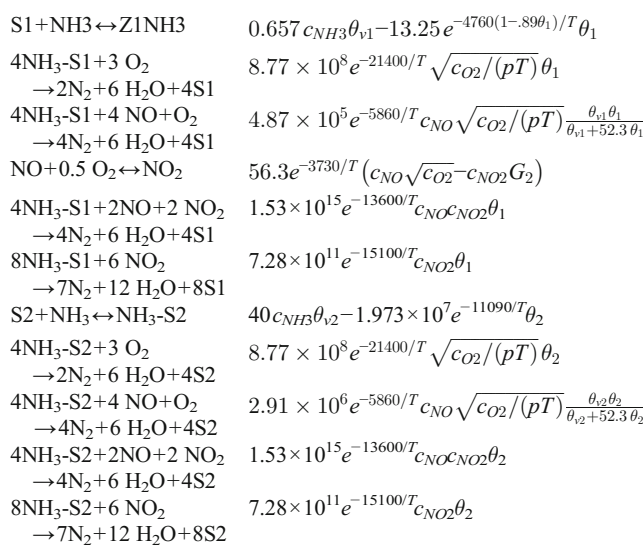 S1+NH3↔Z1NH3 0.657 c_{NH3}θ_{v1}−13.25 e^{−4760(1−.89θ_1)/T} θ_1
4NH₃-S1+3 O₂ 8.77 × 10^8 e^{−21400/T} √(c_{O2}/(pT)) θ_1
→2N₂+6 H₂O+4S1
4NH₃-S1+4 NO+O₂ 4.87 × 10^5 e^{−5860/T} c_{NO} √(c_{O2}/(pT)) θ_{v1}θ_1/(θ_{v1}+52.3 θ_1)
→4N₂+6 H₂O+4S1
NO+0.5 O₂↔NO₂ 56.3e^{−3730/T} (c_{NO}√c_{O2}−c_{NO2}G_2)
4NH₃-S1+2NO+2 NO₂ 1.53×10^{15}e^{−13600/T}c_{NO}c_{NO2}θ_1
→4N₂+6 H₂O+4S1
8NH₃-S1+6 NO₂ 7.28×10^{11}e^{−15100/T}c_{NO2}θ_1
→7N₂+12 H₂O+8S1
S2+NH₃↔NH₃-S2 40 c_{NH3}θ_{v2}−1.973×10^7e^{−11090/T}θ_2
4NH₃-S2+3 O₂ 8.77 × 10^8 e^{−21400/T} √(c_{O2}/(pT)) θ_2
→2N₂+6 H₂O+4S2
4NH₃-S2+4 NO+O₂ 2.91 × 10^6 e^{−5860/T} c_{NO} √(c_{O2}/(pT)) θ_{v2}θ_2/(θ_{v2}+52.3 θ_2)
→4N₂+6 H₂O+4S2
4NH₃-S2+2NO+2 NO₂ 1.53×10^{15}e^{−13600/T}c_{NO}c_{NO2}θ_2
→4N₂+6 H₂O+4S2
8NH₃-S2+6 NO₂ 7.28×10^{11}e^{−15100/T}c_{NO2}θ_2
→7N₂+12 H₂O+8S2